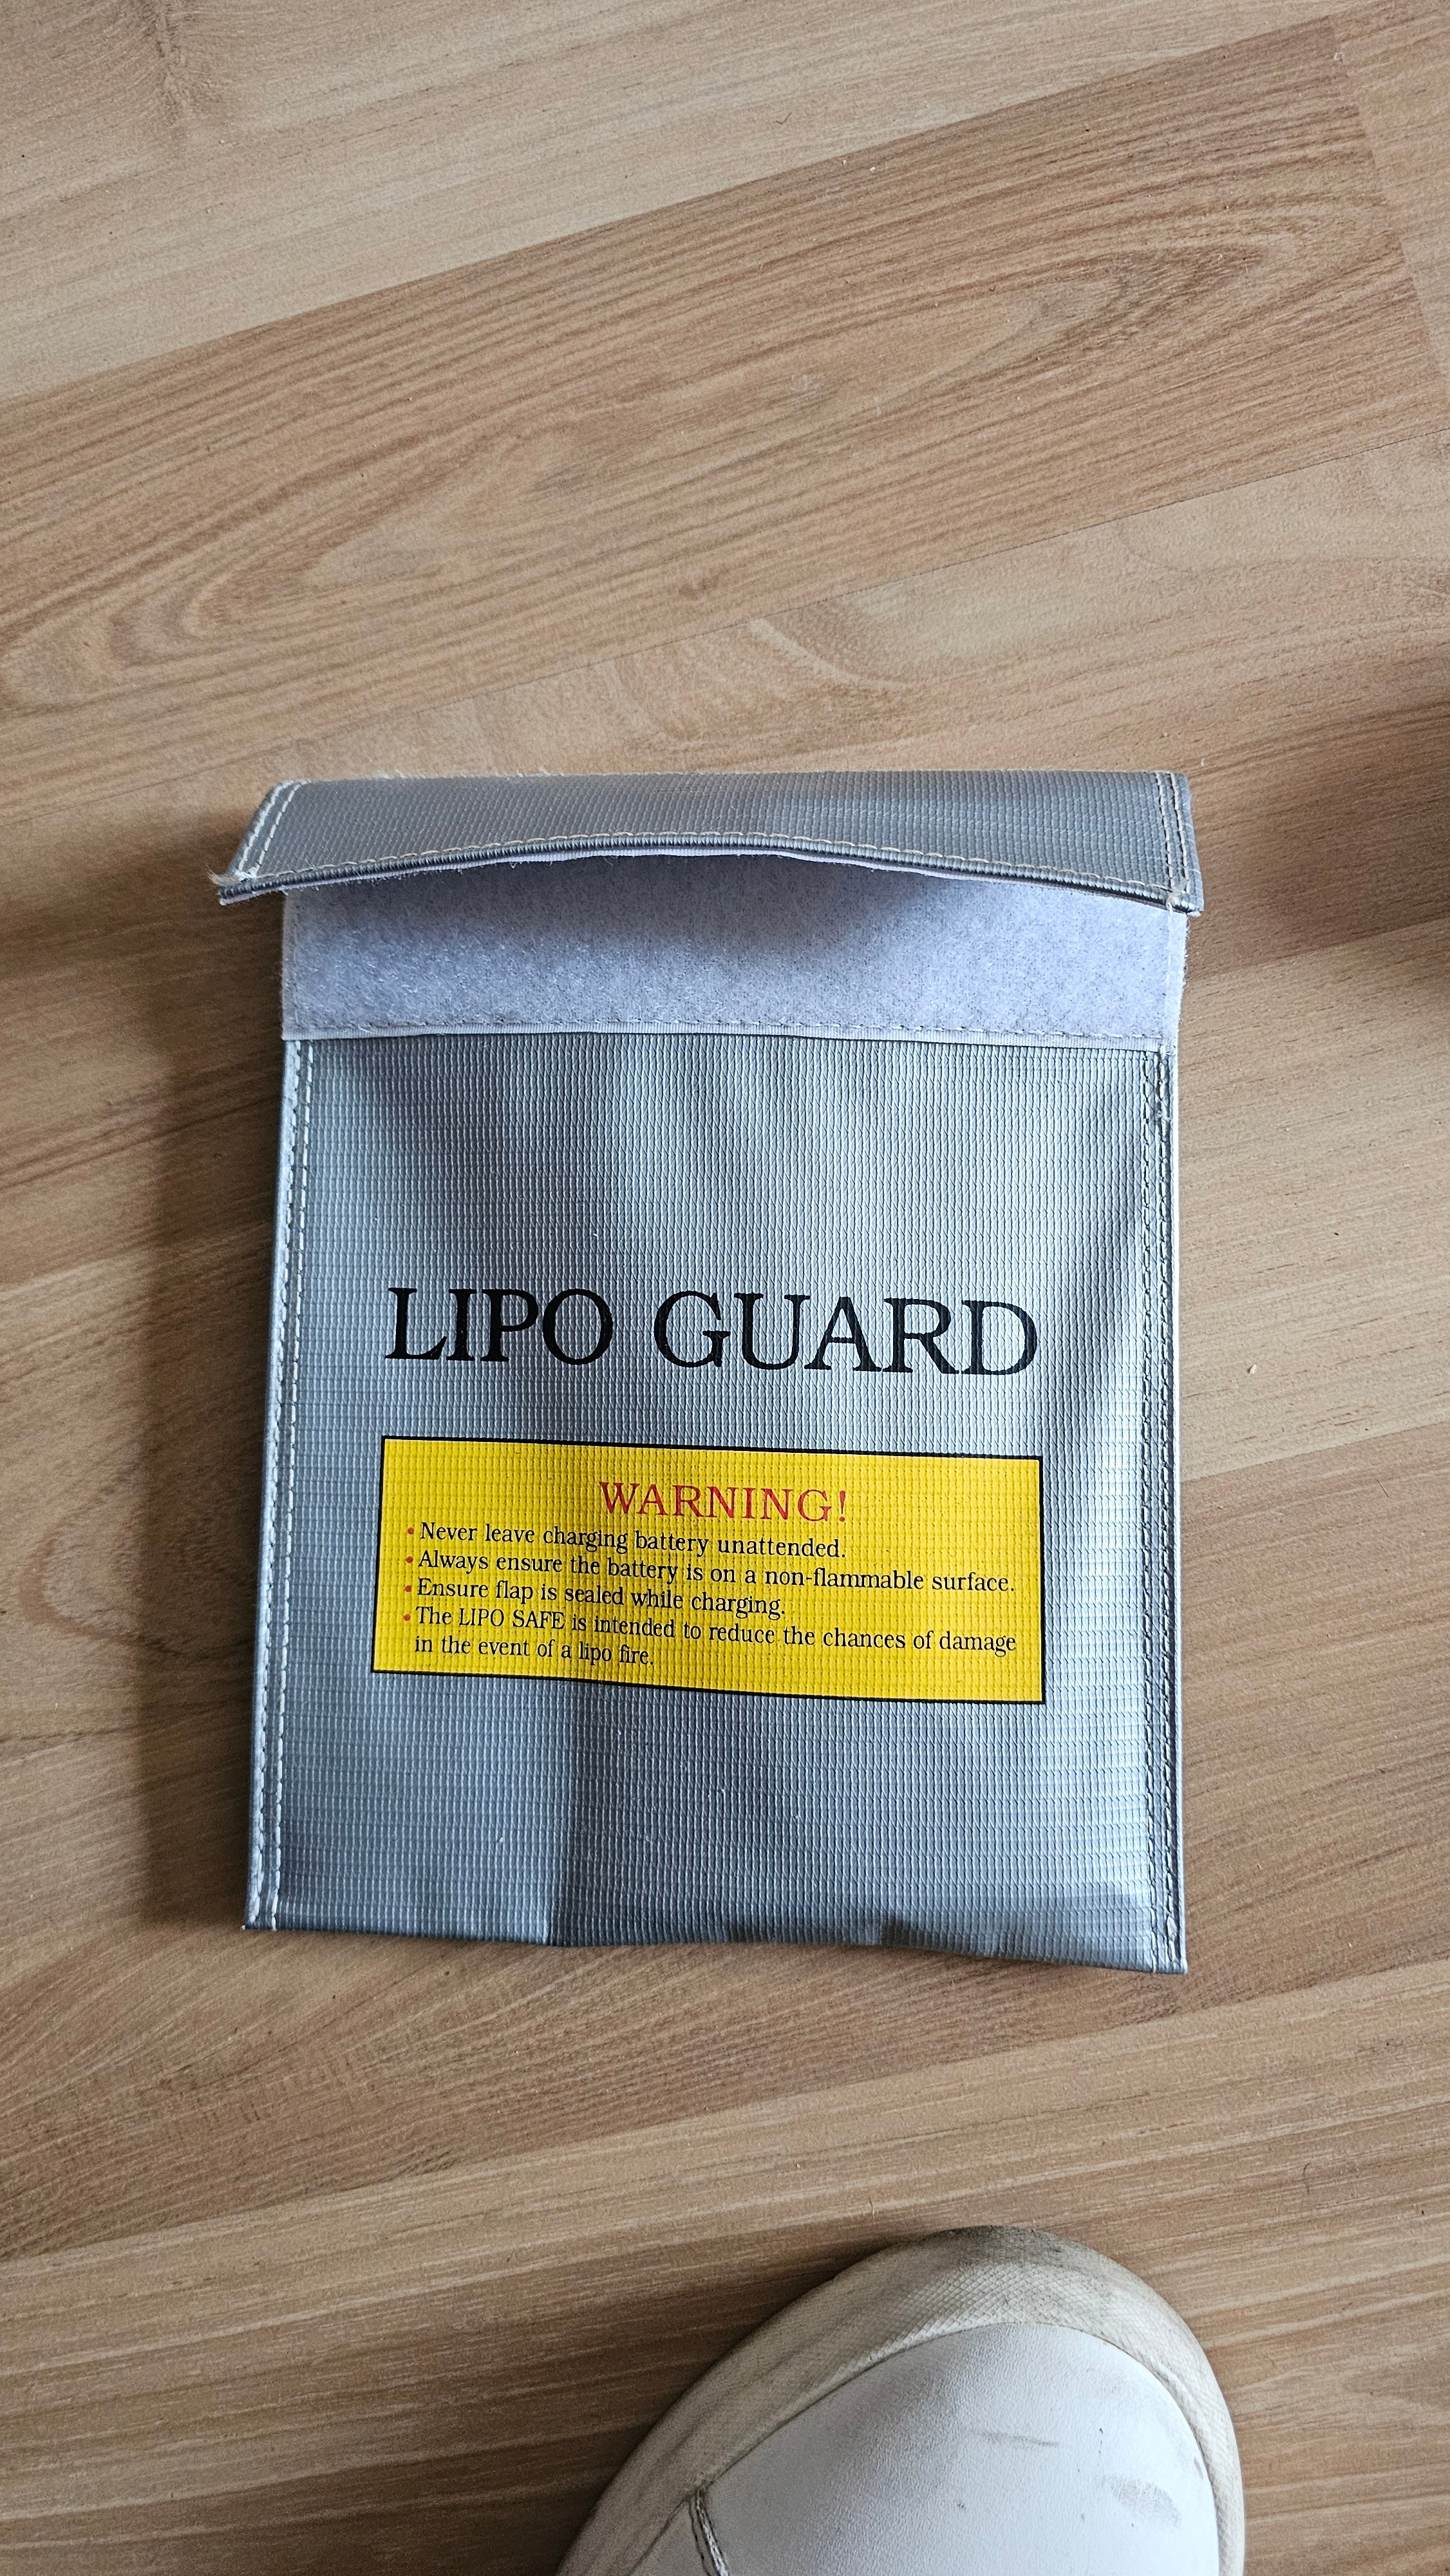 LIPO GUARD
WARNING!
• Never leave charging battery unattended.
• Always ensure the battery is on a non-flammable surface.
• Ensure flap is sealed while charging.
• The LIPO SAFE is intended to reduce the chances of damage
in the event of a lipo fire.